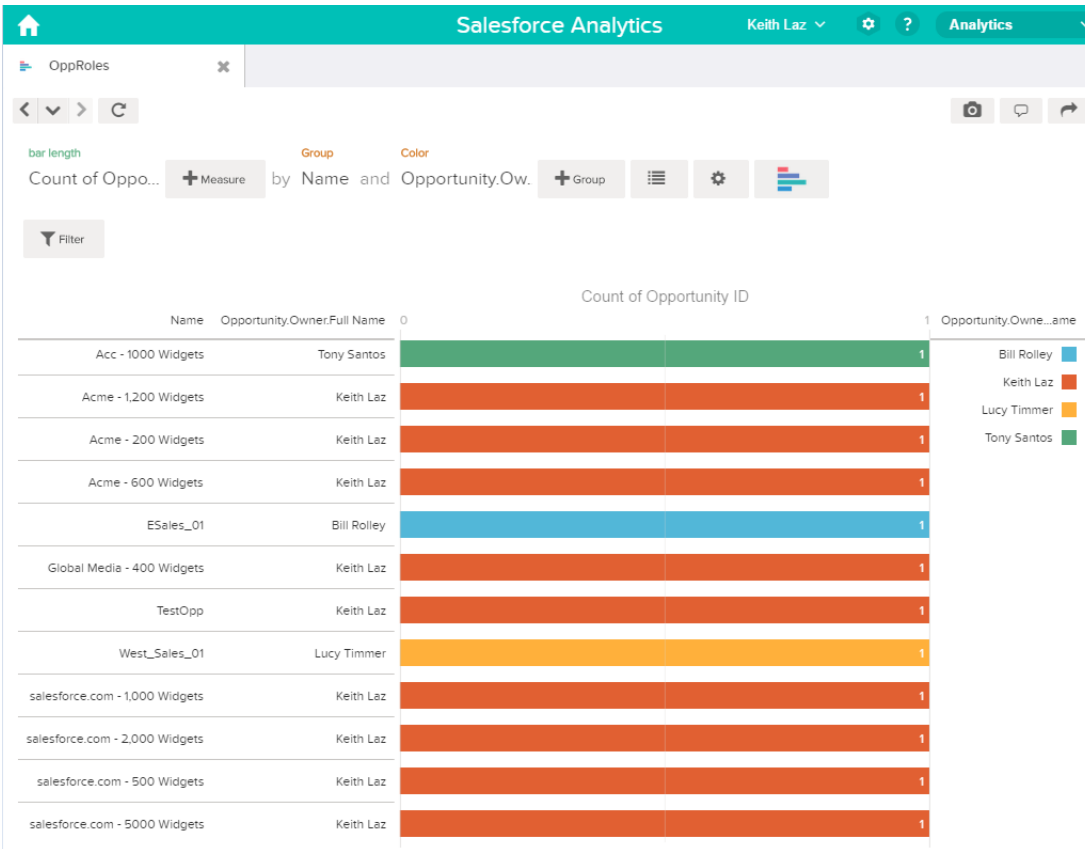 Salesforce Analytics Keith Laz ? Analytics
OppRoles
bar length Group Color
Count of Oppo... Measure by Name and Opportunity.Ow. Group
Filter
Count of Opportunity ID
Name Opportunity.Owner.Full Name 0 1 Opportunity.Owne...ame
Acc - 1000 Widgets Tony Santos 1 Bill Rolley
Keith Laz
Acme - 1,200 Widgets Keith Laz 1
Lucy Timmer
Acme - 200 Widgets Keith Laz 1 Tony Santos
Acme - 600 Widgets Keith Laz 1
ESales_01 Bill Rolley 1
Global Media - 400 Widgets Keith Laz 1
TestOpp Keith Laz 1
West_Sales_01 Lucy Timmer 1
salesforce.com - 1,000 Widgets Keith Laz 1
salesforce.com - 2,000 Widgets Keith Laz 1
salesforce.com - 500 Widgets Keith Laz 1
salesforce.com - 5000 Widgets Keith Laz 1